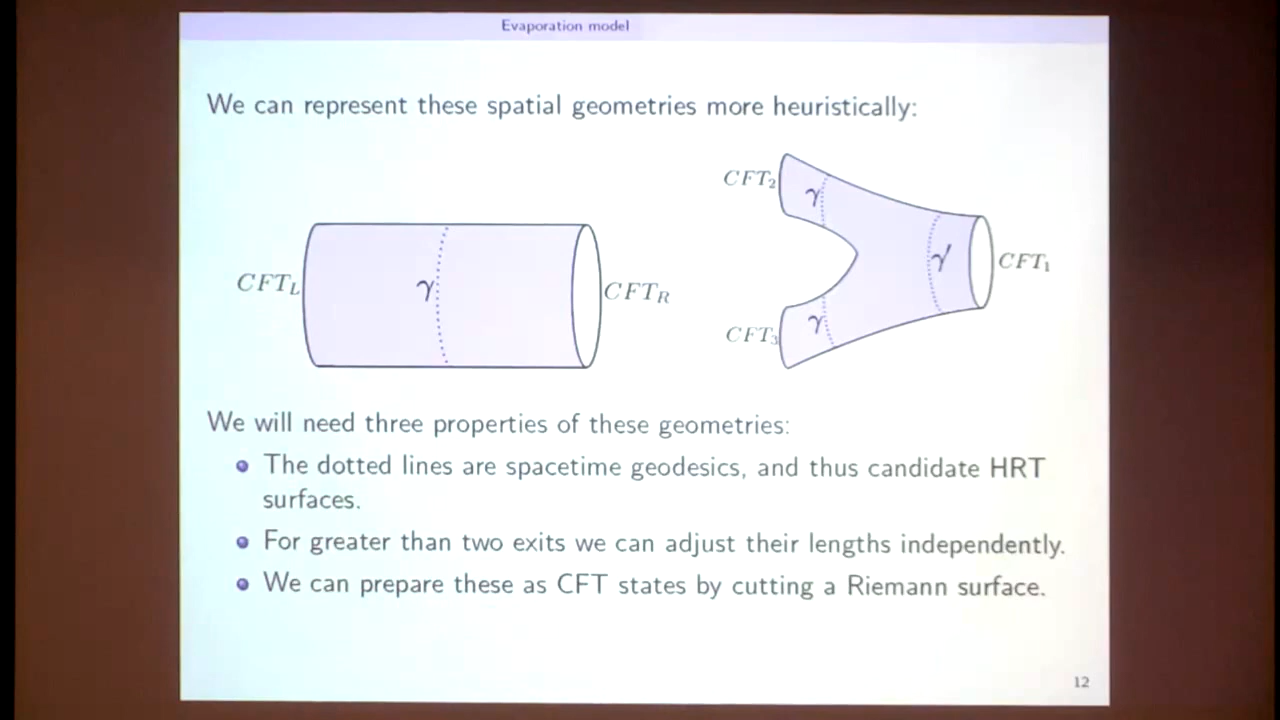 Evaporation model
We can represent these spatial geometries more heuristically:
CFT_L
γ
CFT_R
CFT₂
γ
γ
CFT₁
CFT₃
γ
We will need three properties of these geometries:
The dotted lines are spacetime geodesics, and thus candidate HRT
surfaces.
For greater than two exits we can adjust their lengths independently.
We can prepare these as CFT states by cutting a Riemann surface.
12